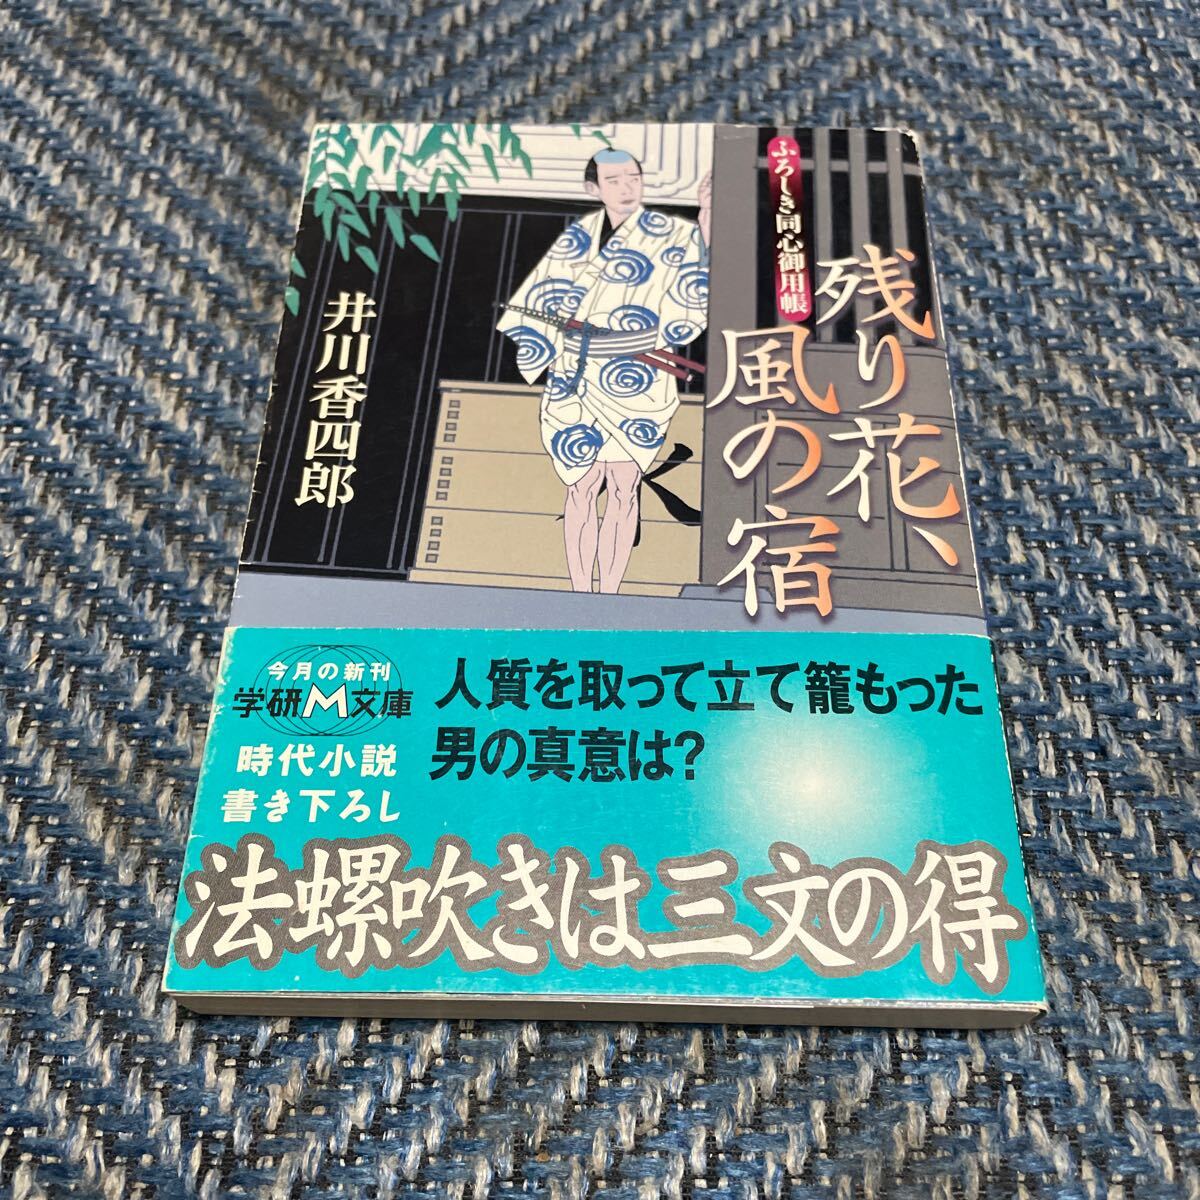 ふろしき同心御用帳
残り花、
風の宿
井川香四郎
今月の新刊
学研M文庫
時代小説
書き下ろし
人質を取って立て籠もった
男の真意は?
法螺吹きは三文の得